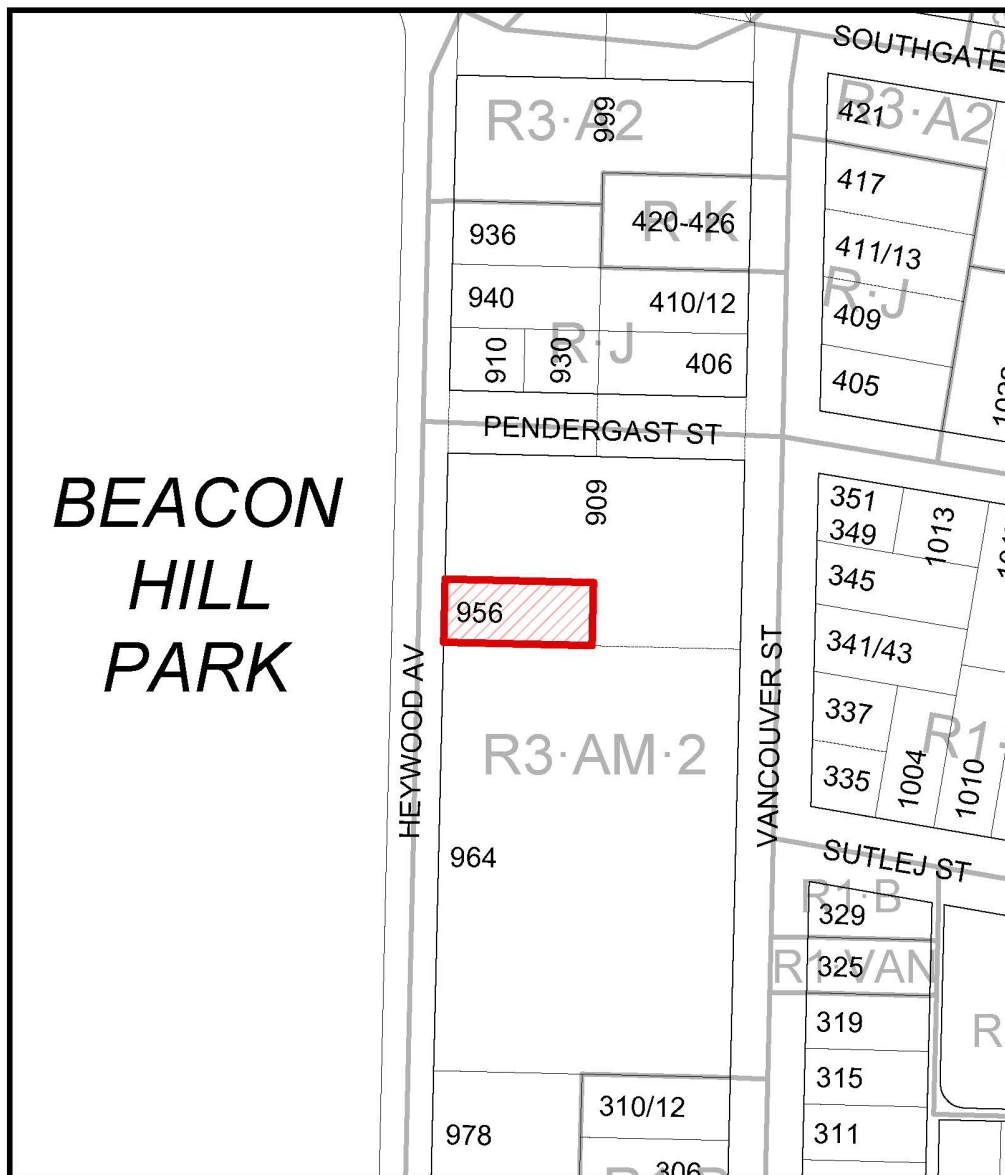 SOUTHGATE
R3·A2
999
R3·A2
421
417
936
R·K
420-426
411/13
940
410/12
R·J
409
910
930
R·J
406
405
PENDERGAST ST
BEACON
HILL
PARK
909
351
349
1013
345
956
341/43
HEYWOOD AV
VANCOUVER ST
337
R3·AM·2
335
1004
1010
964
SUTLEJ ST
R1·B
329
R1·VAN
325
319
315
310/12
978
311
306